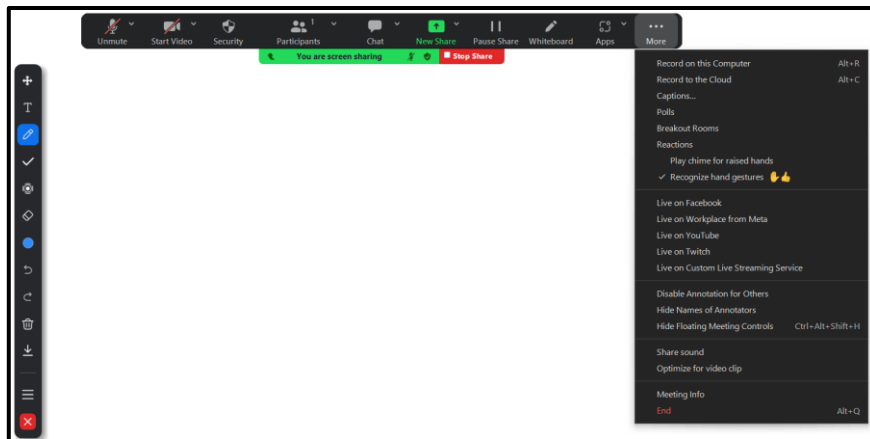 Unmute
Start Video
Security
Participants
1
Chat
New Share
Pause Share
Whiteboard
Apps
More
You are screen sharing
Stop Share
T
Record on this Computer Alt+R
Record to the Cloud Alt+C
Captions...
Polls
Breakout Rooms
Reactions
Play chime for raised hands
Recognize hand gestures
Live on Facebook
Live on Workplace from Meta
Live on YouTube
Live on Twitch
Live on Custom Live Streaming Service
Disable Annotation for Others
Hide Names of Annotators
Hide Floating Meeting Controls Ctrl+Alt+Shift+H
Share sound
Optimize for video clip
Meeting Info
End Alt+Q